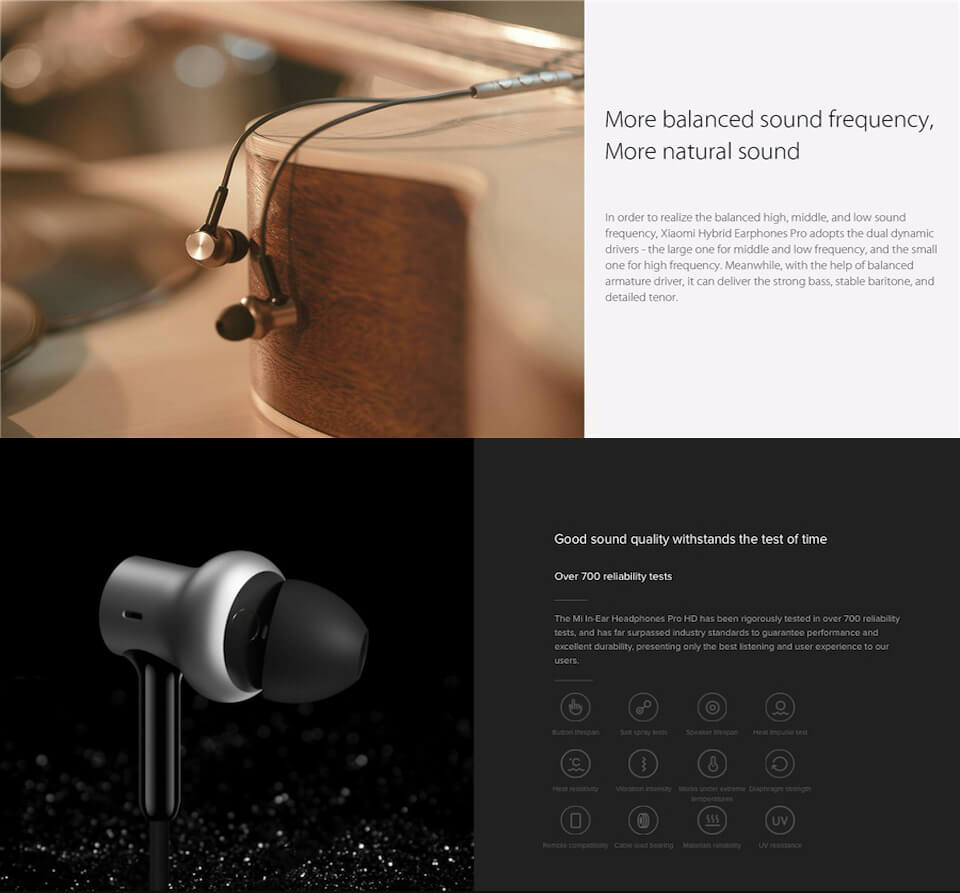 More balanced sound frequency,
More natural sound
In order to realize the balanced high, middle, and low sound
frequency, Xiaomi Hybrid Earphones Pro adopts the dual dynamic
drivers - the large one for middle and low frequency, and the small
one for high frequency. Meanwhile, with the help of balanced
armature driver, it can deliver the strong bass, stable baritone, and
detailed tenor.
Good sound quality withstands the test of time
Over 700 reliability tests
The Mi In-Ear Headphones Pro HD has been rigorously tested in over 700 reliability
tests, and has far surpassed industry standards to guarantee performance and
excellent durability, presenting only the best listening and user experience to our
users.
Button lifespan Salt spray tests Speaker lifespan Heat impulse test
°C
Heat resistivity Vibration intensity Works under extreme Diaphragm strength
temperatures
UV
Remote compatibility Cable load bearing Materials reliability UV resistance